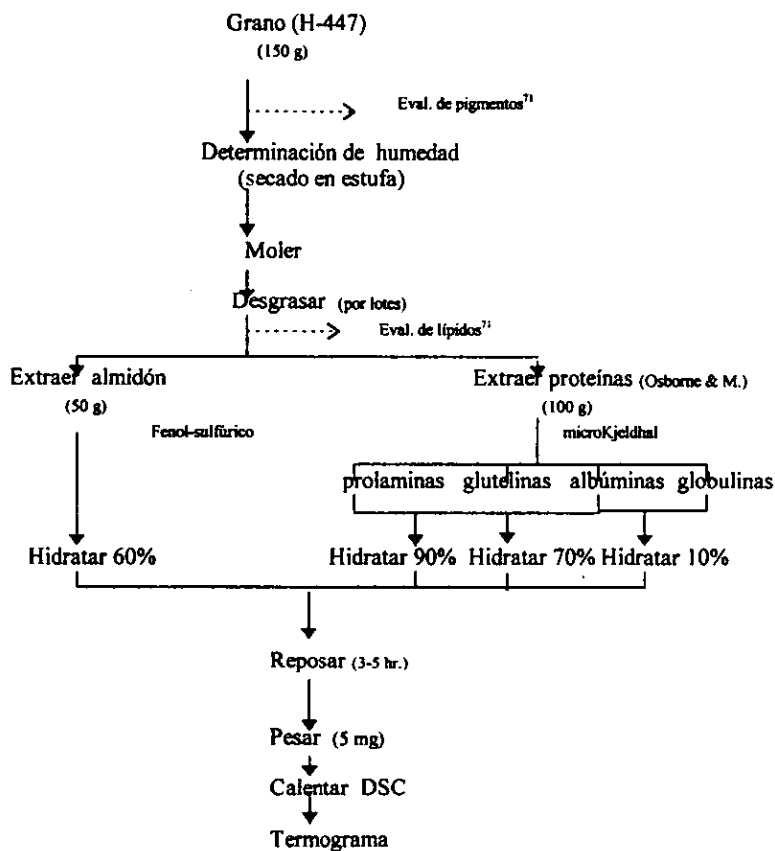 Grano (H-447)
(150 g)
Eval. de pigmentos71
Determinación de humedad
(secado en estufa)
Moler
Desgrasar (por lotes)
Eval. de lípidos71
Extraer almidón
(50 g)
Extraer proteínas (Osborne & M.)
(100 g)
Fenol-sulfúrico
microKjeldhal
prolaminas glutelinas albúminas globulinas
Hidratar 60% Hidratar 90% Hidratar 70% Hidratar 10%
Reposar (3-5 hr.)
Pesar (5 mg)
Calentar DSC
Termograma